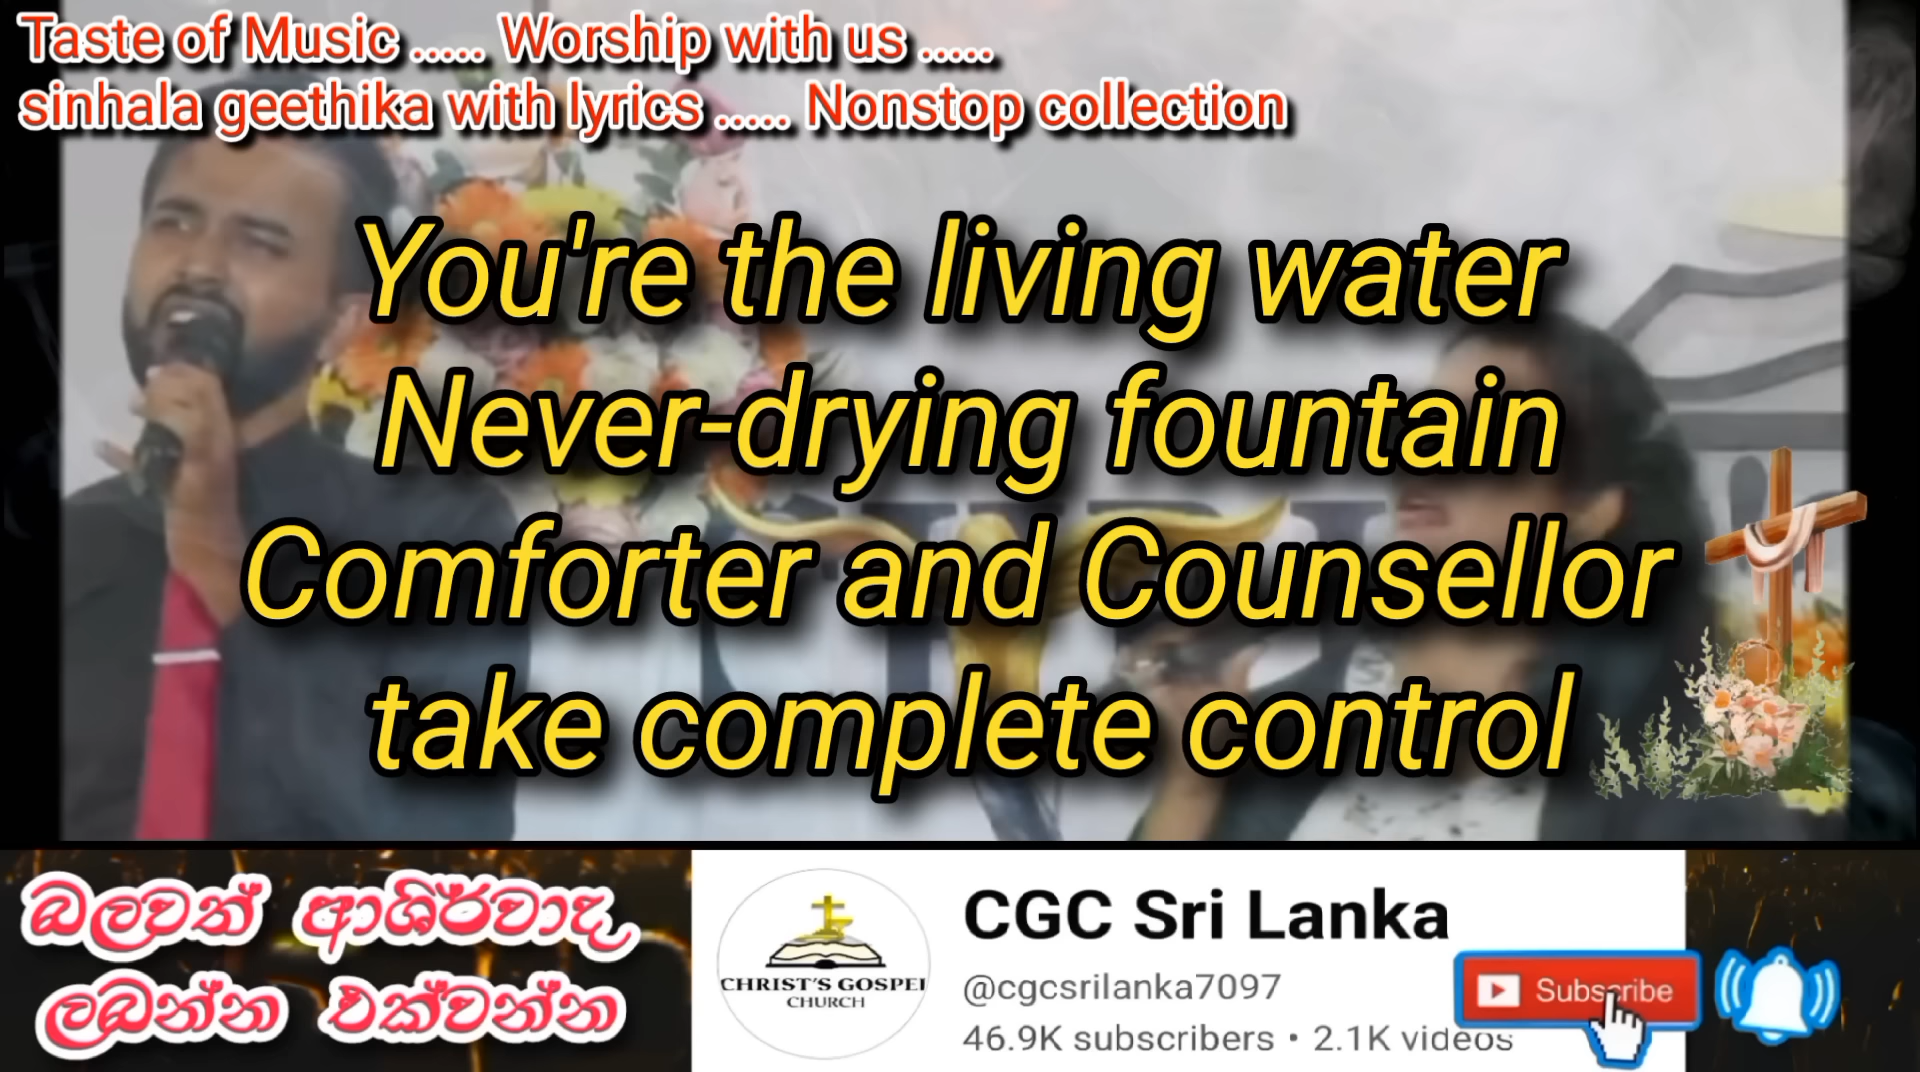 Taste of Music ..... Worship with us .....
sinhala geethika with lyrics ..... Nonstop collection
You're the living water
Never-drying fountain
Comforter and Counsellor
take complete control
බලවත් ආශිර්වාද
ලබන්න එක්වන්න
CHRIST'S GOSPEL
CHURCH
CGC Sri Lanka
@cgcsrilanka7097
46.9K subscribers • 2.1K videos
Subscribe